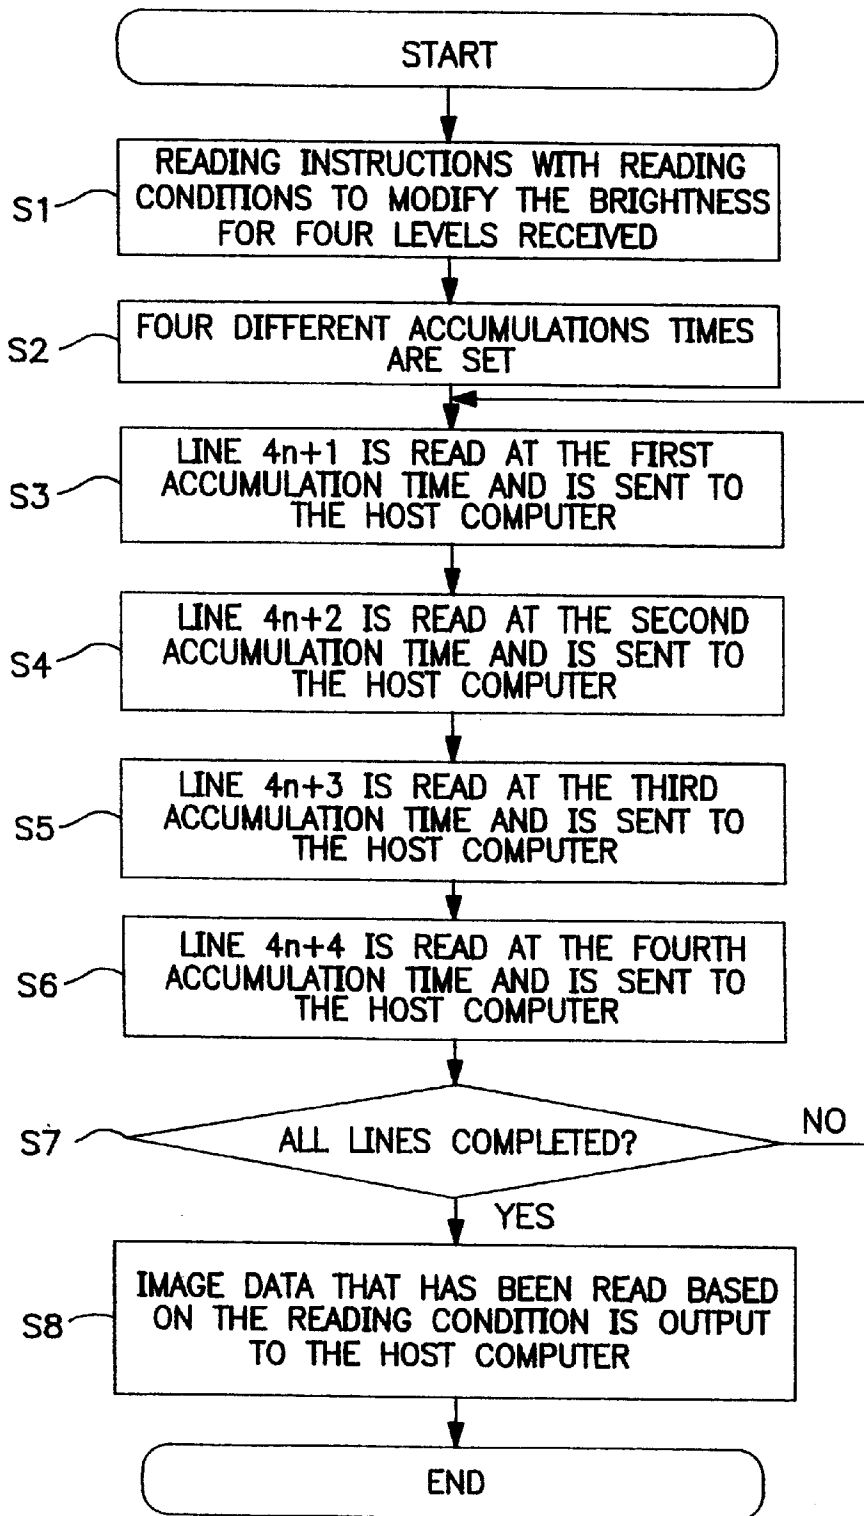 START
S1
READING INSTRUCTIONS WITH READING
CONDITIONS TO MODIFY THE BRIGHTNESS
FOR FOUR LEVELS RECEIVED
S2
FOUR DIFFERENT ACCUMULATIONS TIMES
ARE SET
S3
LINE 4n+1 IS READ AT THE FIRST
ACCUMULATION TIME AND IS SENT TO
THE HOST COMPUTER
S4
LINE 4n+2 IS READ AT THE SECOND
ACCUMULATION TIME AND IS SENT TO
THE HOST COMPUTER
S5
LINE 4n+3 IS READ AT THE THIRD
ACCUMULATION TIME AND IS SENT TO
THE HOST COMPUTER
S6
LINE 4n+4 IS READ AT THE FOURTH
ACCUMULATION TIME AND IS SENT TO
THE HOST COMPUTER
S7
ALL LINES COMPLETED?
NO
YES
S8
IMAGE DATA THAT HAS BEEN READ BASED
ON THE READING CONDITION IS OUTPUT
TO THE HOST COMPUTER
END